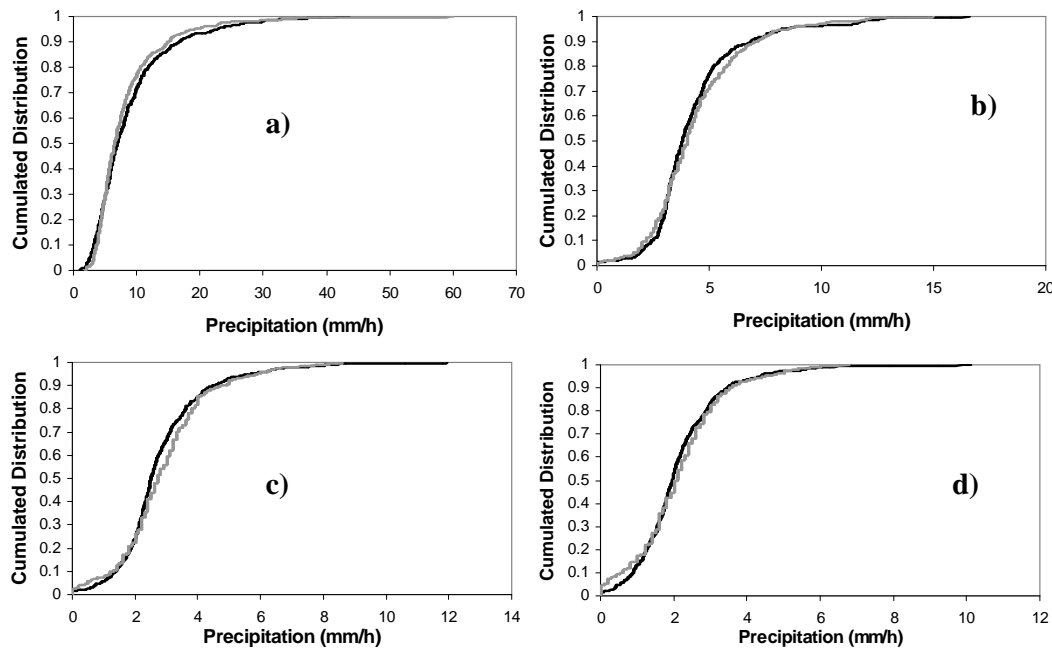 Cumulated Distribution
1
0.9
0.8
0.7
0.6
0.5
0.4
0.3
0.2
0.1
0
a)
0 10 20 30 40 50 60 70
Precipitation (mm/h)
Cumulated Distribution
1
0.9
0.8
0.7
0.6
0.5
0.4
0.3
0.2
0.1
0
b)
0 5 10 15 20
Precipitation (mm/h)
Cumulated Distribution
1
0.9
0.8
0.7
0.6
0.5
0.4
0.3
0.2
0.1
0
c)
0 2 4 6 8 10 12 14
Precipitation (mm/h)
Cumulated Distribution
1
0.9
0.8
0.7
0.6
0.5
0.4
0.3
0.2
0.1
0
d)
0 2 4 6 8 10 12
Precipitation (mm/h)